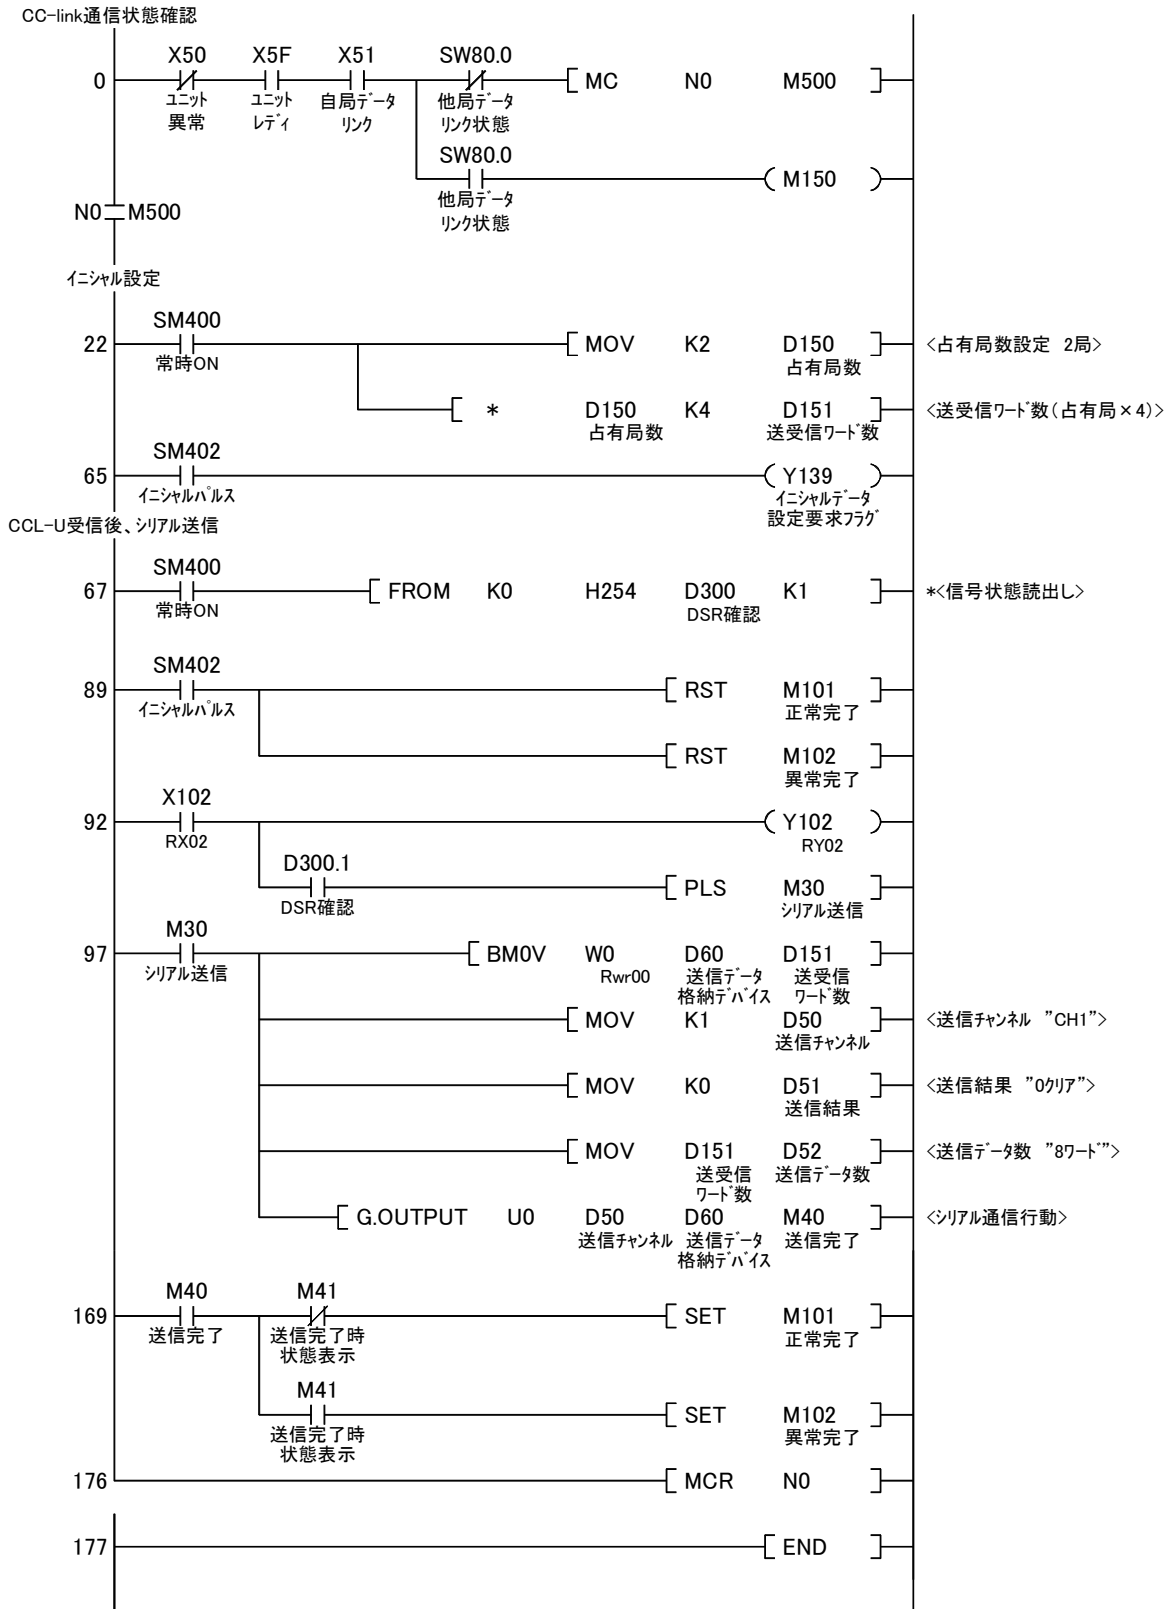 CC-link通信状態確認
X50 X5F X51 SW80.0
0 MC N0 M500
ユニット ユニット 自局データ 他局データ
異常 レディ リンク リンク状態
SW80.0
M150
他局データ
リンク状態
N0 M500
イニシャル設定
SM400
22 MOV K2 D150 <占有局数設定 2局>
常時ON 占有局数
* D150 K4 D151 <送受信ワード数(占有局×4)>
占有局数 送受信ワード数
SM402
65 Y139
イニシャルパルス イニシャルデータ
設定要求フラグ
CCL-U受信後、シリアル送信
SM400
67 FROM K0 H254 D300 K1 *<信号状態読出し>
常時ON DSR確認
SM402
89 RST M101
イニシャルパルス 正常完了
RST M102
異常完了
X102
92 Y102
RX02 RY02
D300.1
PLS M30
DSR確認 シリアル送信
M30
97 BM0V W0 D60 D151
シリアル送信 Rwr00 送信データ 送受信
格納デバイス ワード数
MOV K1 D50 <送信チャンネル ”CH1”>
送信チャンネル
MOV K0 D51 <送信結果 ”0クリア”>
送信結果
MOV D151 D52 <送信データ数 ”8ワード”>
送受信 送信データ数
ワード数
G.OUTPUT U0 D50 D60 M40 <シリアル通信行動>
送信チャンネル 送信データ 送信完了
格納デバイス
M40 M41
169 SET M101
送信完了 送信完了時 正常完了
状態表示
M41
SET M102
送信完了時 異常完了
状態表示
176 MCR N0
177 END